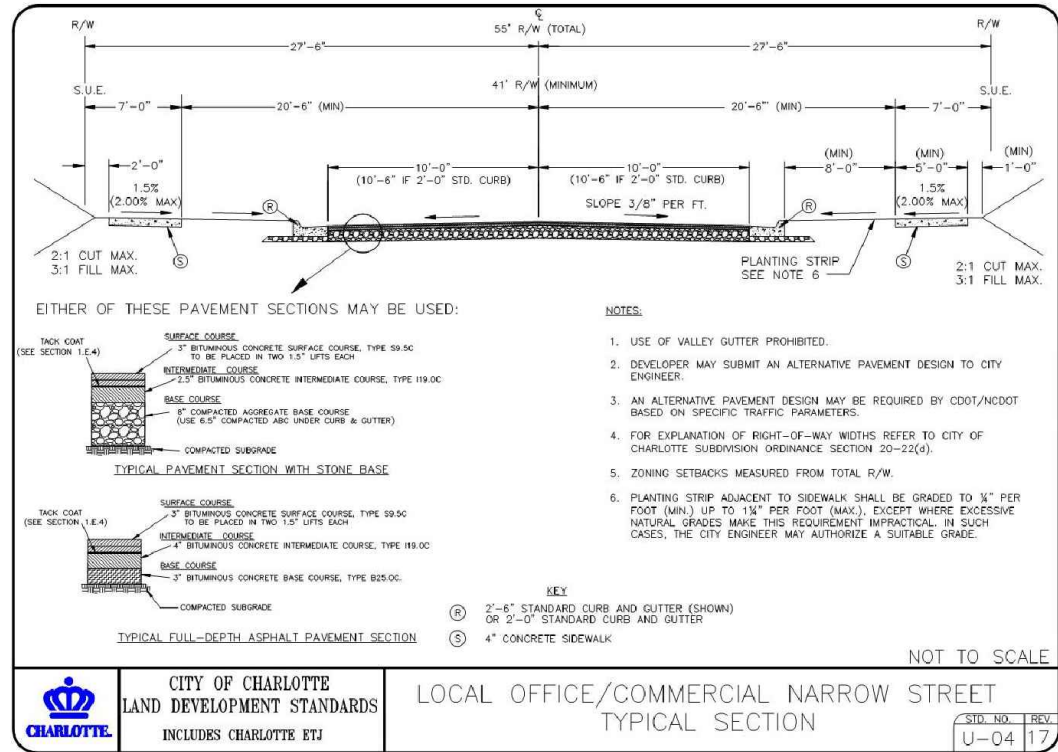 R/W
℄
55' R/W (TOTAL)
R/W
27'-6"
27'-6"
S.U.E.
41' R/W (MINIMUM)
S.U.E.
7'-0"
20'-6" (MIN)
20'-6" (MIN)
7'-0"
2'-0"
10'-0"
(10'-6" IF 2'-0" STD. CURB)
10'-0"
(10'-6" IF 2'-0" STD. CURB)
(MIN)
8'-0"
(MIN)
5'-0"
(MIN)
1'-0"
1.5%
(2.00% MAX)
R
SLOPE 3/8" PER FT.
R
1.5%
(2.00% MAX)
2:1 CUT MAX.
3:1 FILL MAX.
S
PLANTING STRIP
SEE NOTE 6
S
2:1 CUT MAX.
3:1 FILL MAX.
EITHER OF THESE PAVEMENT SECTIONS MAY BE USED:
TACK COAT
(SEE SECTION 1.E.4)
SURFACE COURSE
3" BITUMINOUS CONCRETE SURFACE COURSE, TYPE S9.5C
TO BE PLACED IN TWO 1.5" LIFTS EACH
INTERMEDIATE COURSE
2.5" BITUMINOUS CONCRETE INTERMEDIATE COURSE, TYPE I19.0C
BASE COURSE
8" COMPACTED AGGREGATE BASE COURSE
(USE 6.5" COMPACTED ABC UNDER CURB & GUTTER)
COMPACTED SUBGRADE
TYPICAL PAVEMENT SECTION WITH STONE BASE
TACK COAT
(SEE SECTION 1.E.4)
SURFACE COURSE
3" BITUMINOUS CONCRETE SURFACE COURSE, TYPE S9.5C
TO BE PLACED IN TWO 1.5" LIFTS EACH
INTERMEDIATE COURSE
4" BITUMINOUS CONCRETE INTERMEDIATE COURSE, TYPE I19.0C
BASE COURSE
3" BITUMINOUS CONCRETE BASE COURSE, TYPE B25.0C.
COMPACTED SUBGRADE
TYPICAL FULL-DEPTH ASPHALT PAVEMENT SECTION
NOTES:
1. USE OF VALLEY GUTTER PROHIBITED.
2. DEVELOPER MAY SUBMIT AN ALTERNATIVE PAVEMENT DESIGN TO CITY
ENGINEER.
3. AN ALTERNATIVE PAVEMENT DESIGN MAY BE REQUIRED BY CDOT/NCDOT
BASED ON SPECIFIC TRAFFIC PARAMETERS.
4. FOR EXPLANATION OF RIGHT-OF-WAY WIDTHS REFER TO CITY OF
CHARLOTTE SUBDIVISION ORDINANCE SECTION 20-22(d).
5. ZONING SETBACKS MEASURED FROM TOTAL R/W.
6. PLANTING STRIP ADJACENT TO SIDEWALK SHALL BE GRADED TO ¼" PER
FOOT (MIN.) UP TO 1¼" PER FOOT (MAX.), EXCEPT WHERE EXCESSIVE
NATURAL GRADES MAKE THIS REQUIREMENT IMPRACTICAL. IN SUCH
CASES, THE CITY ENGINEER MAY AUTHORIZE A SUITABLE GRADE.
KEY
R 2'-6" STANDARD CURB AND GUTTER (SHOWN)
OR 2'-0" STANDARD CURB AND GUTTER
S 4" CONCRETE SIDEWALK
NOT TO SCALE
CHARLOTTE.
CITY OF CHARLOTTE
LAND DEVELOPMENT STANDARDS
INCLUDES CHARLOTTE ETJ
LOCAL OFFICE/COMMERCIAL NARROW STREET
TYPICAL SECTION
STD. NO. REV.
U-04 17